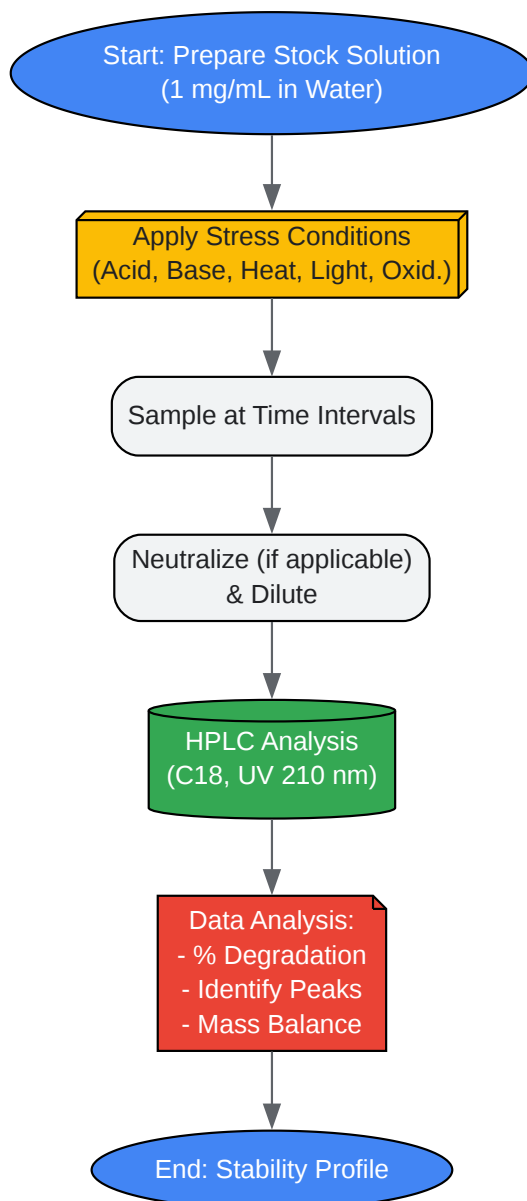 Start: Prepare Stock Solution
(1 mg/mL in Water)
Apply Stress Conditions
(Acid, Base, Heat, Light, Oxid.)
Sample at Time Intervals
Neutralize (if applicable)
& Dilute
HPLC Analysis
(C18, UV 210 nm)
Data Analysis:
- % Degradation
- Identify Peaks
- Mass Balance
End: Stability Profile